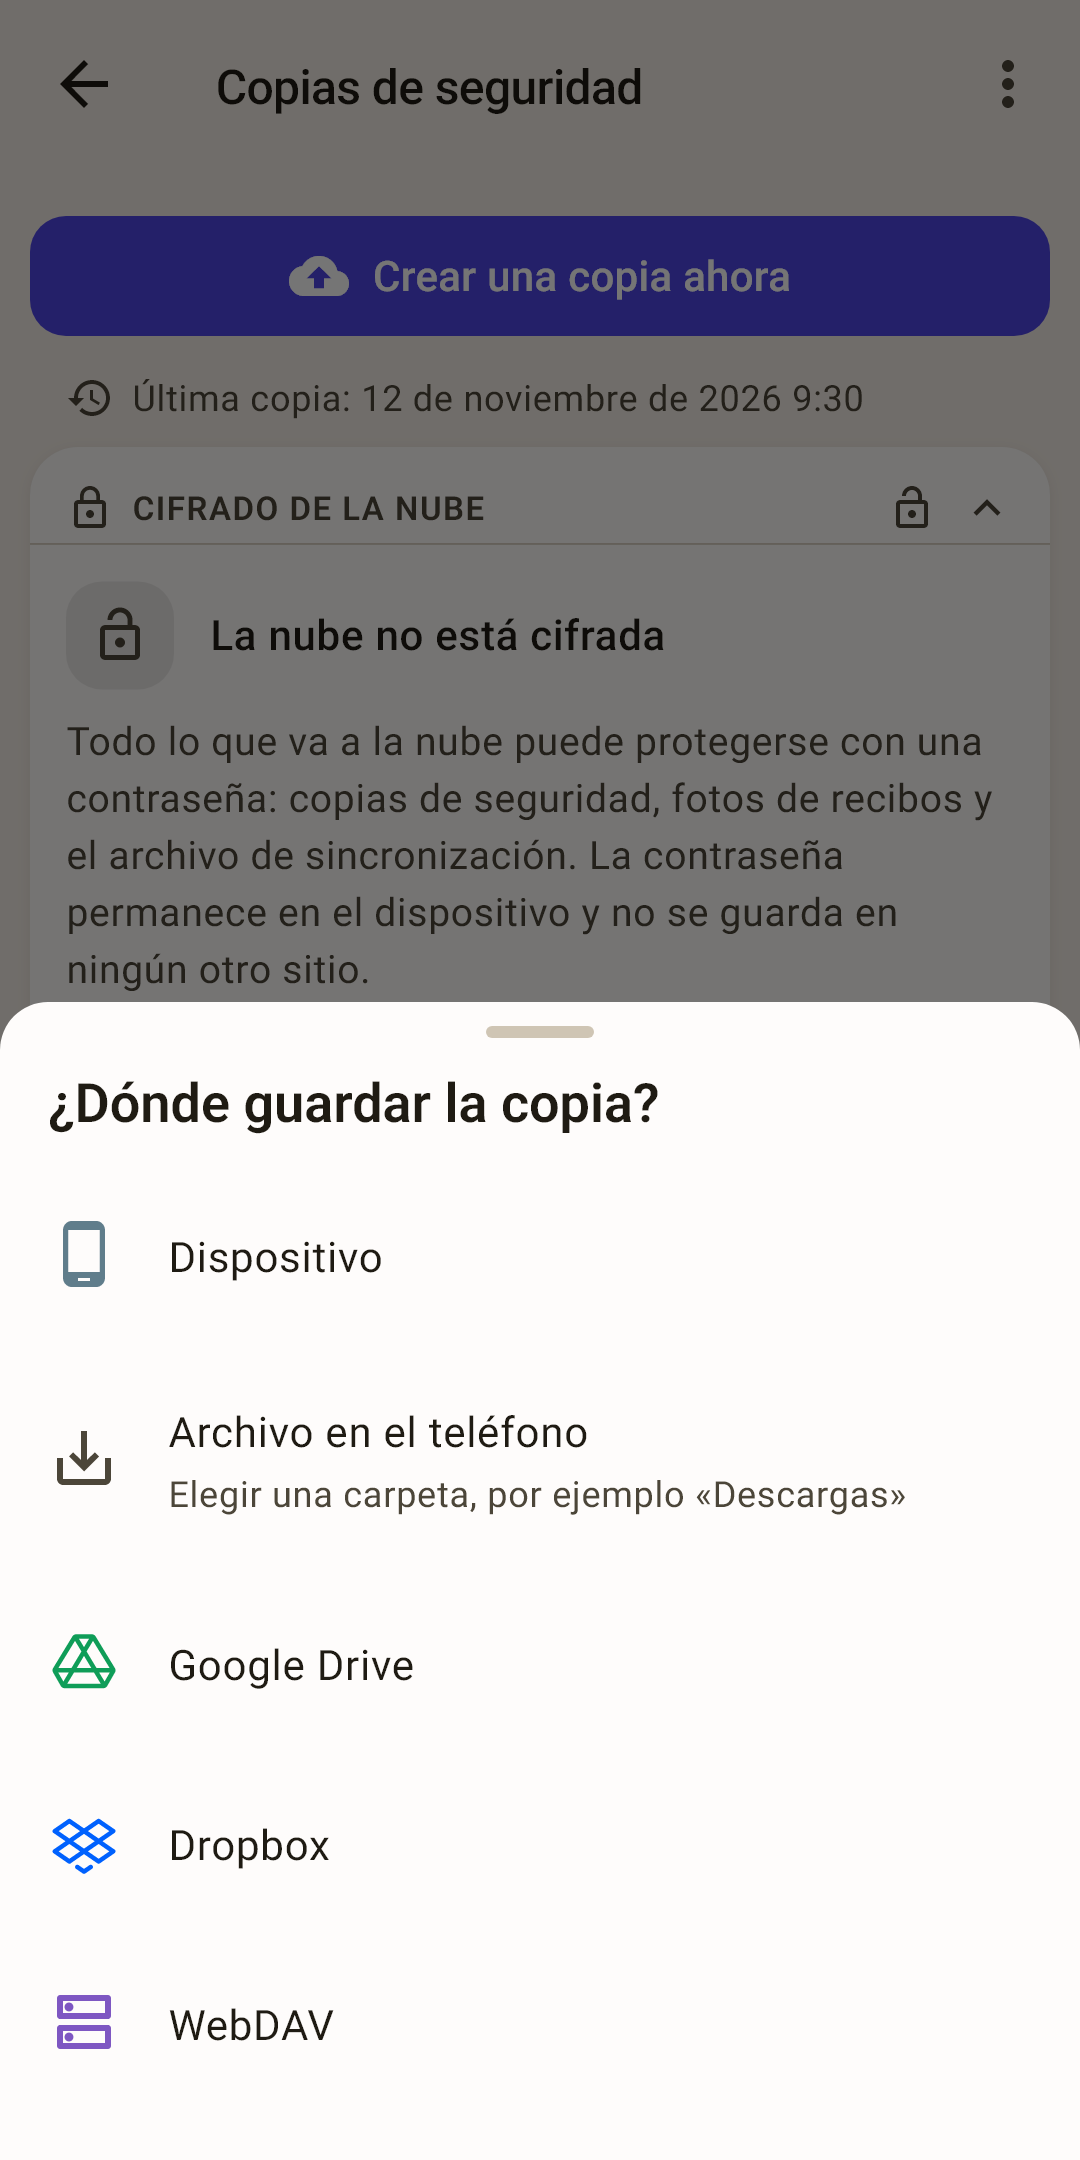 Copias de seguridad
Crear una copia ahora
Última copia: 12 de noviembre de 2026 9:30
CIFRADO DE LA NUBE
La nube no está cifrada
Todo lo que va a la nube puede protegerse con una
contraseña: copias de seguridad, fotos de recibos y
el archivo de sincronización. La contraseña
permanece en el dispositivo y no se guarda en
ningún otro sitio.
¿Dónde guardar la copia?
Dispositivo
Archivo en el teléfono
Elegir una carpeta, por ejemplo «Descargas»
Google Drive
Dropbox
WebDAV